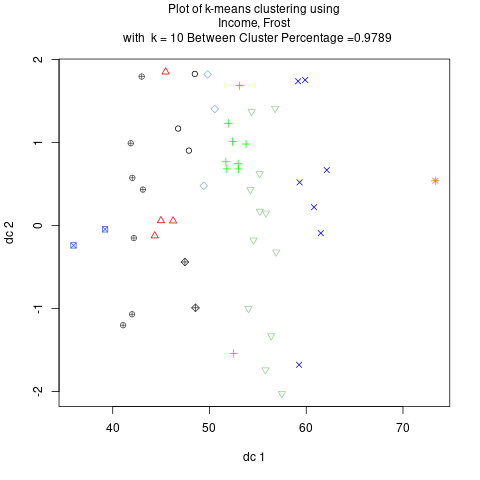 Plot of k-means clustering using
Income, Frost
with k = 10 Between Cluster Percentage =0.9789
2
1
0
-1
-2
dc 2
40 50 60 70
dc 1